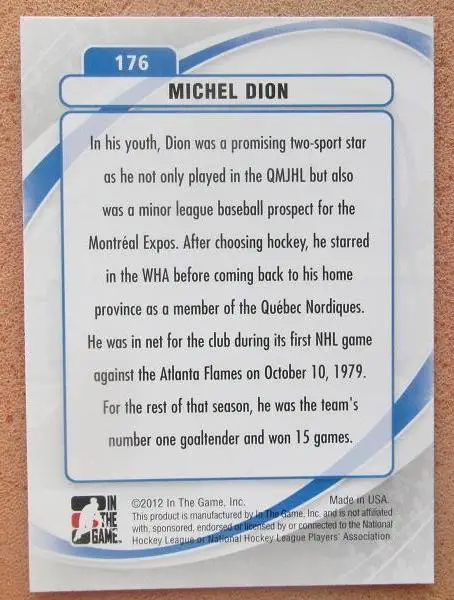 176
MICHEL DION
In his youth, Dion was a promising two-sport star
as he not only played in the QMJHL but also
was a minor league baseball prospect for the
Montréal Expos. After choosing hockey, he starred
in the WHA before coming back to his home
province as a member of the Québec Nordiques.
He was in net for the club during its first NHL game
against the Atlanta Flames on October 10, 1979.
For the rest of that season, he was the team's
number one goaltender and won 15 games.
IN
THE
GAME
©2012 In The Game, Inc. Made in USA.
This product is manufactured by In The Game, Inc. and is not affiliated
with, sponsored, endorsed or licensed by or connected to the National
Hockey League or National Hockey League Players' Association.